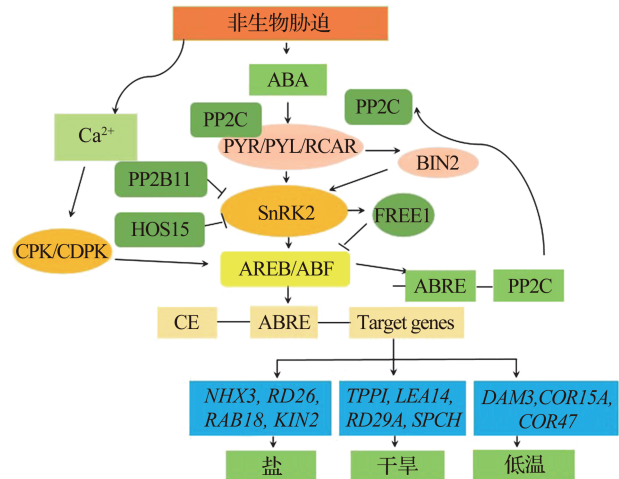 非生物胁迫
ABA
PP2C
PP2C
Ca²⁺
PYR/PYL/RCAR
BIN2
PP2B11
SnRK2
FREE1
HOS15
CPK/CDPK
AREB/ABF
ABRE
PP2C
CE
ABRE
Target genes
NHX3, RD26,
RAB18, KIN2
TPPI, LEA14,
RD29A, SPCH
DAM3,COR15A,
COR47
盐
干旱
低温